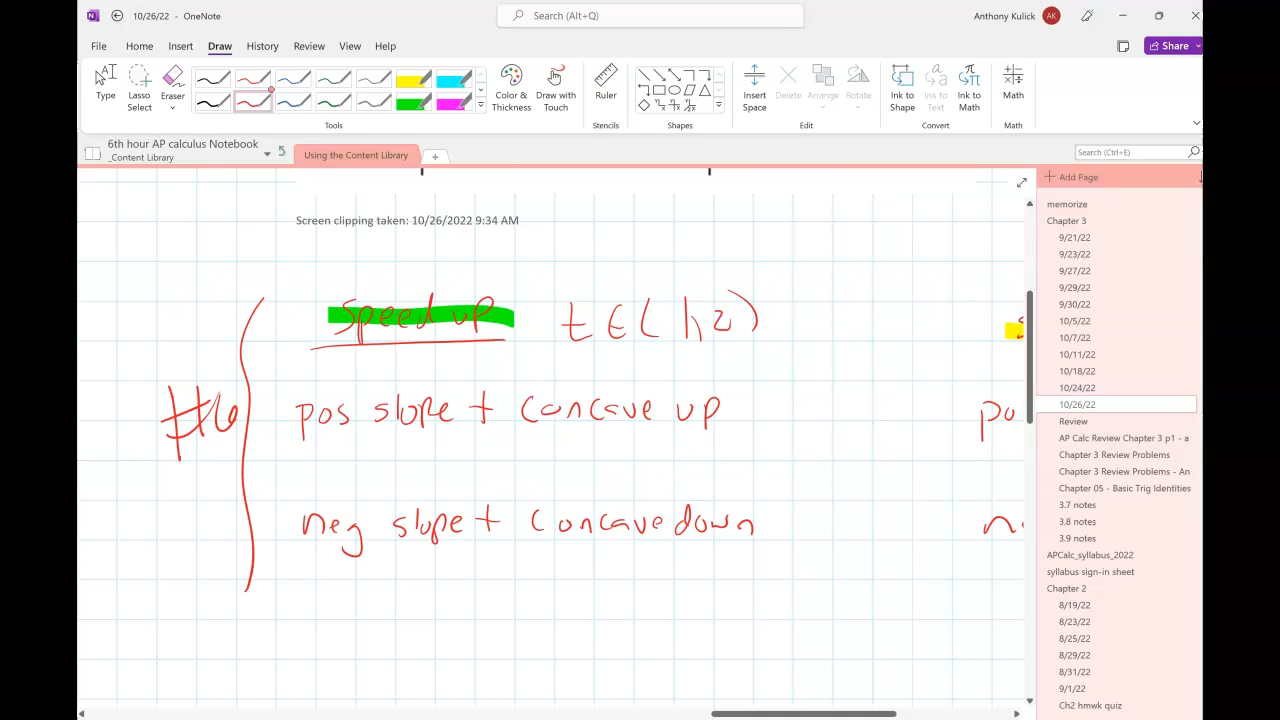 10/26/22 - OneNote
Search (Alt+Q)
Anthony Kulick
AK
File Home Insert Draw History Review View Help
Share
Type
Lasso Select
Eraser
Color & Thickness
Draw with Touch
Ruler
Insert Space
Delete
Arrange
Rotate
Ink to Shape
Ink to Text
Ink to Math
Math
Tools Stencils Shapes Edit Convert Math
6th hour AP calculus Notebook
_Content Library
Using the Content Library
Search (Ctrl+E)
Add Page
Screen clipping taken: 10/26/2022 9:34 AM
Speed up t ∈ ( 1,2 )
#6
pos slope + concave up
po
neg slope + concave down
memorize
Chapter 3
9/21/22
9/23/22
9/27/22
9/29/22
9/30/22
10/5/22
10/7/22
10/11/22
10/18/22
10/24/22
10/26/22
Review
AP Calc Review Chapter 3 p1 - a
Chapter 3 Review Problems
Chapter 3 Review Problems - An
Chapter 05 - Basic Trig Identities
3.7 notes
3.8 notes
3.9 notes
APCalc_syllabus_2022
syllabus sign-in sheet
Chapter 2
8/19/22
8/23/22
8/25/22
8/29/22
8/31/22
9/1/22
Ch2 hmwk quiz